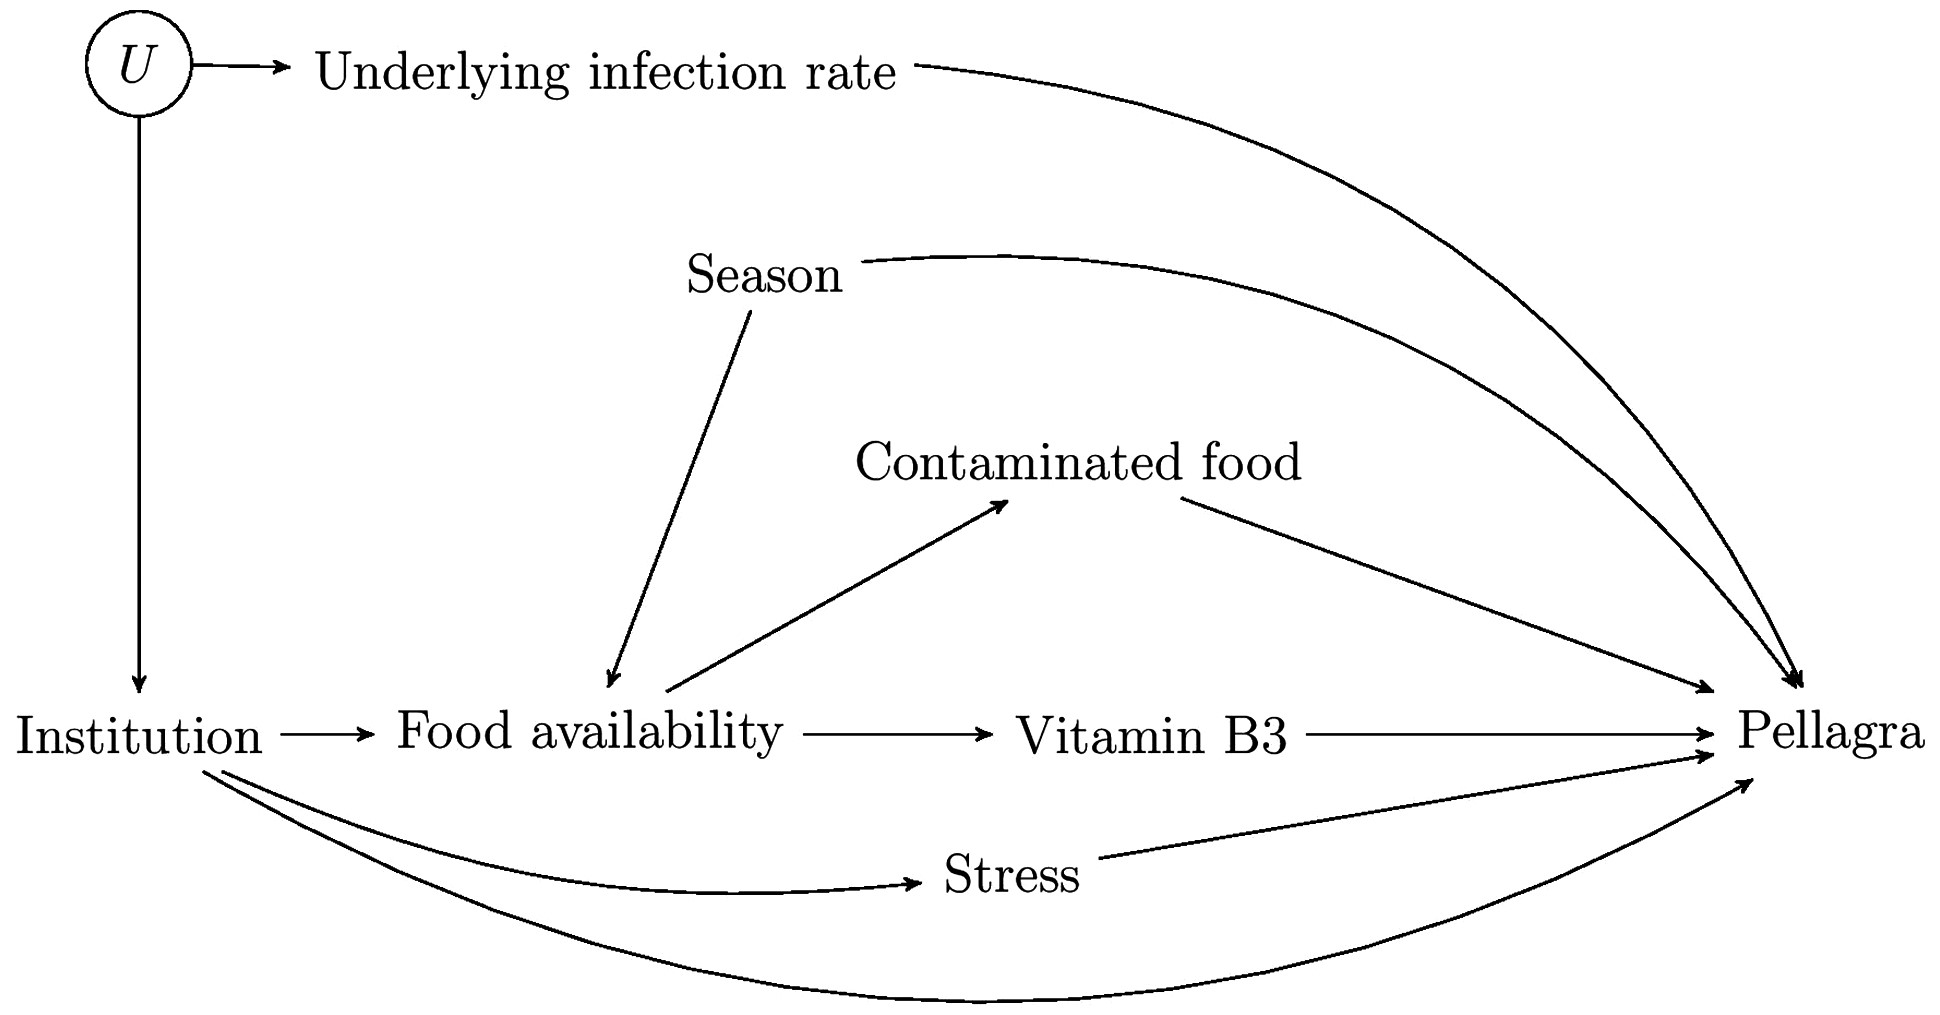 U
Underlying infection rate
Season
Contaminated food
Institution
Food availability
Vitamin B3
Pellagra
Stress